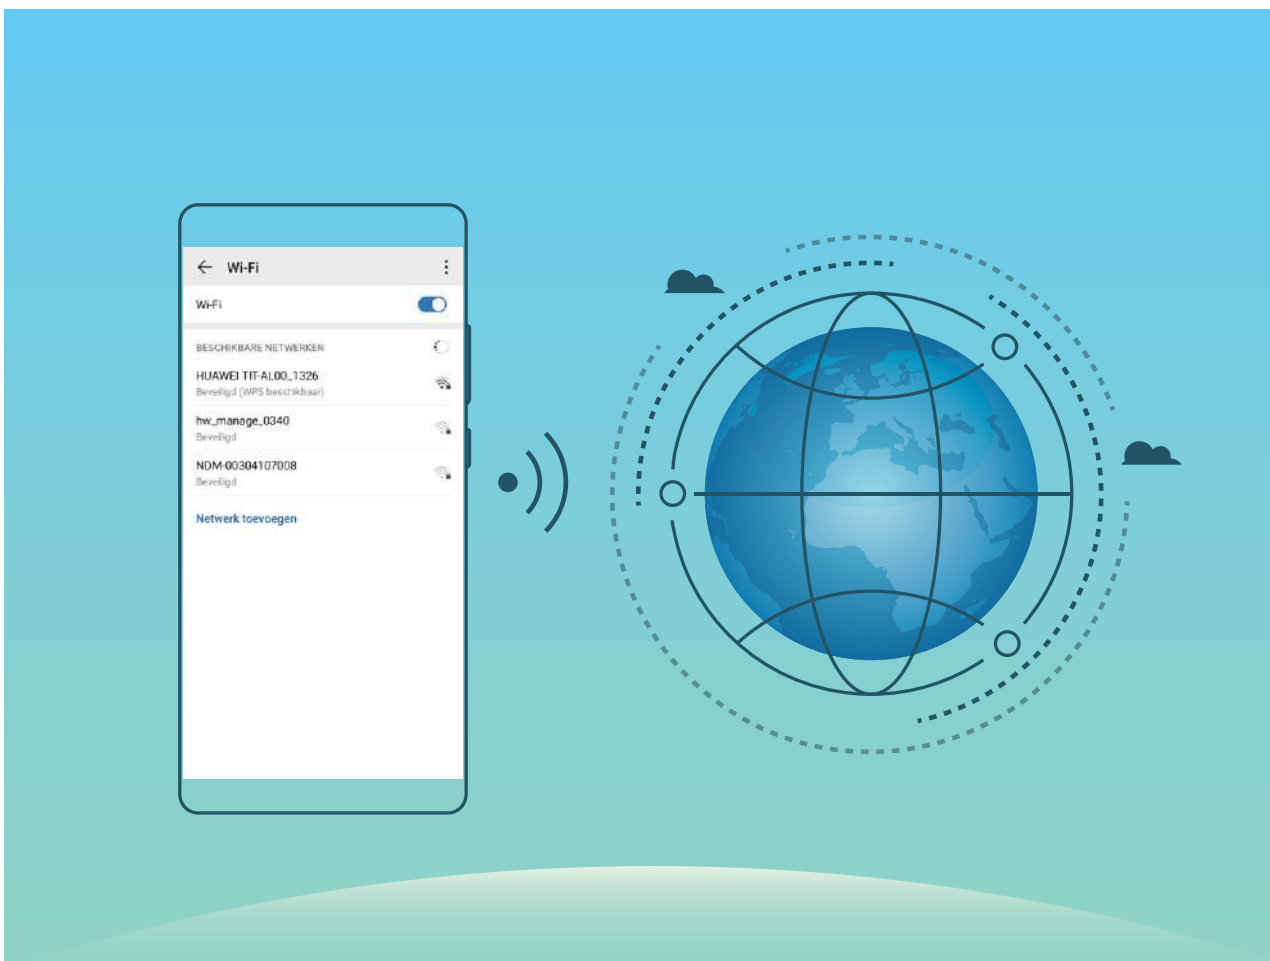 Wi-Fi
Wi-Fi
BESCHIKBARE NETWERKEN
HUAWEI TIT-AL00_1326
Beveiligd (WPS beschikbaar)
hw_manage_0340
Beveiligd
NDM-00304107008
Beveiligd
Netwerk toevoegen